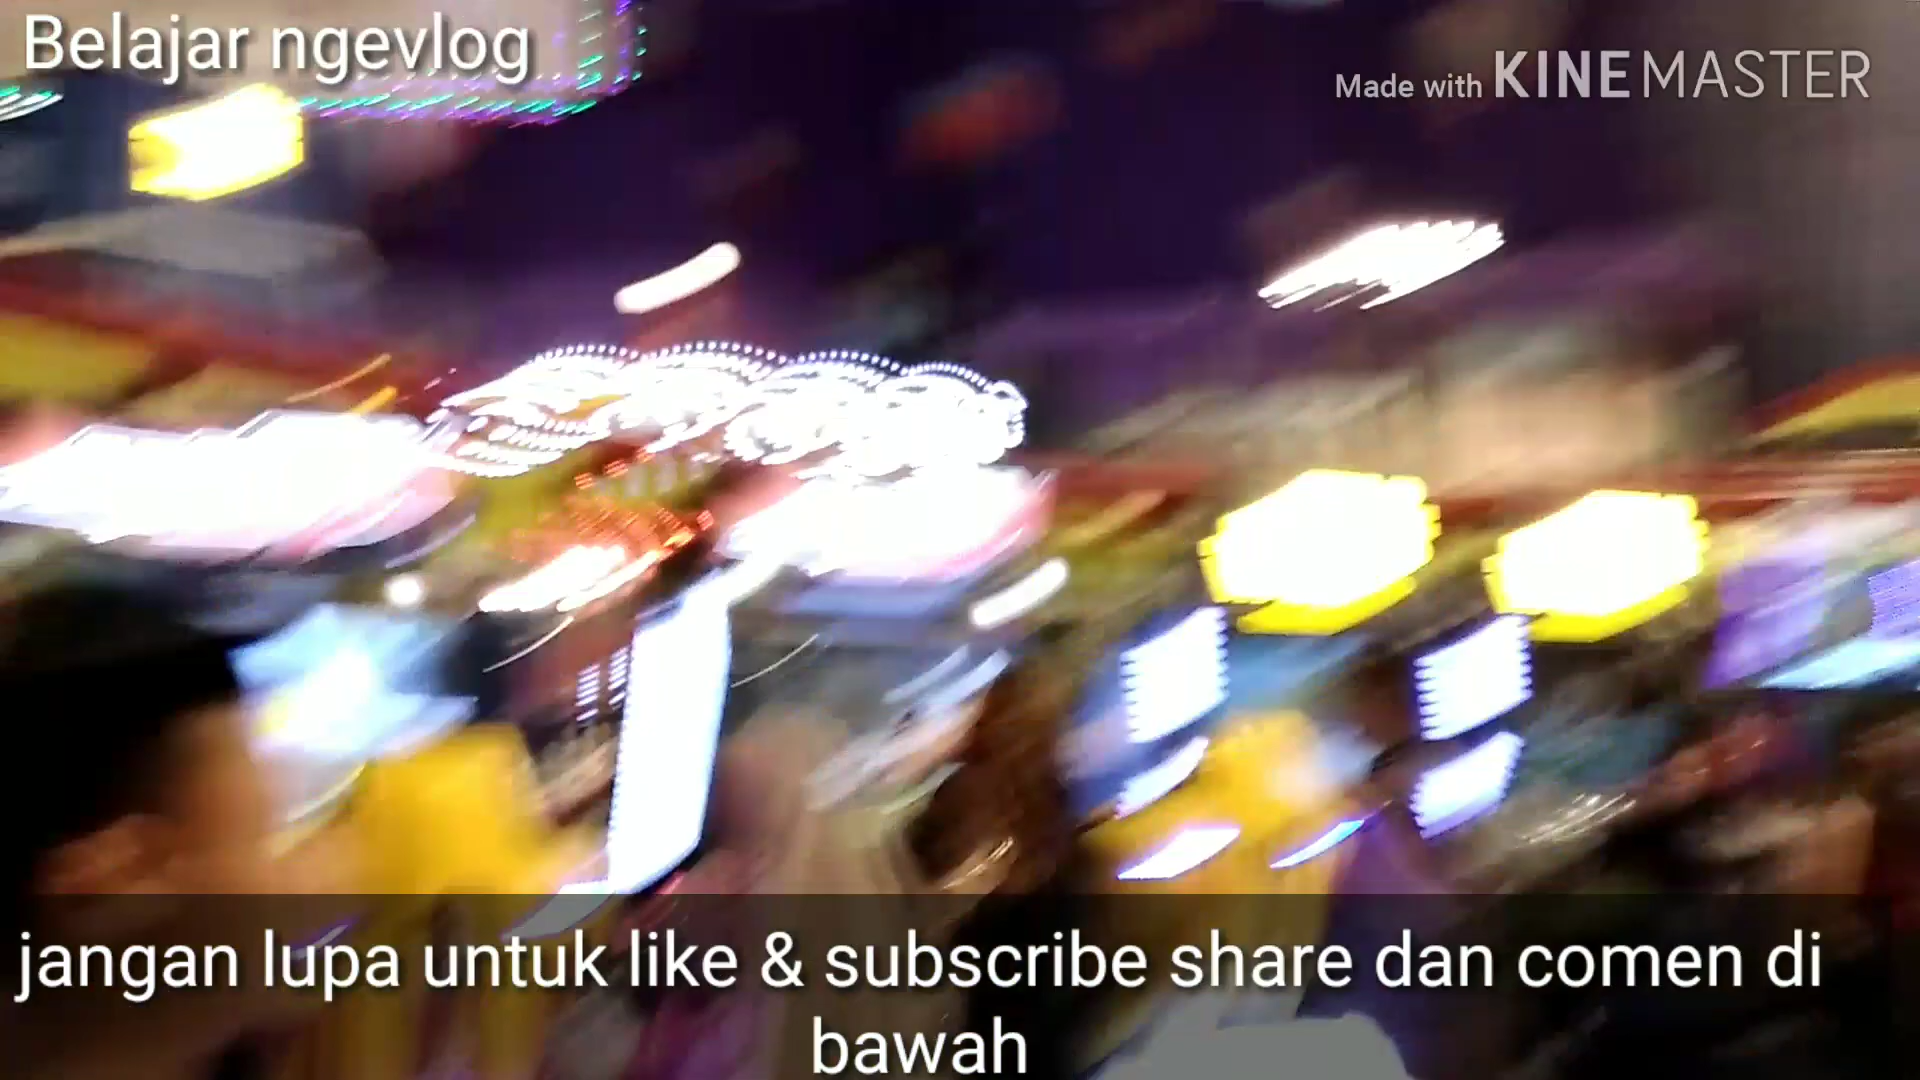 Belajar ngevlog
Made with KINEMASTER
jangan lupa untuk like & subscribe share dan comen di
bawah